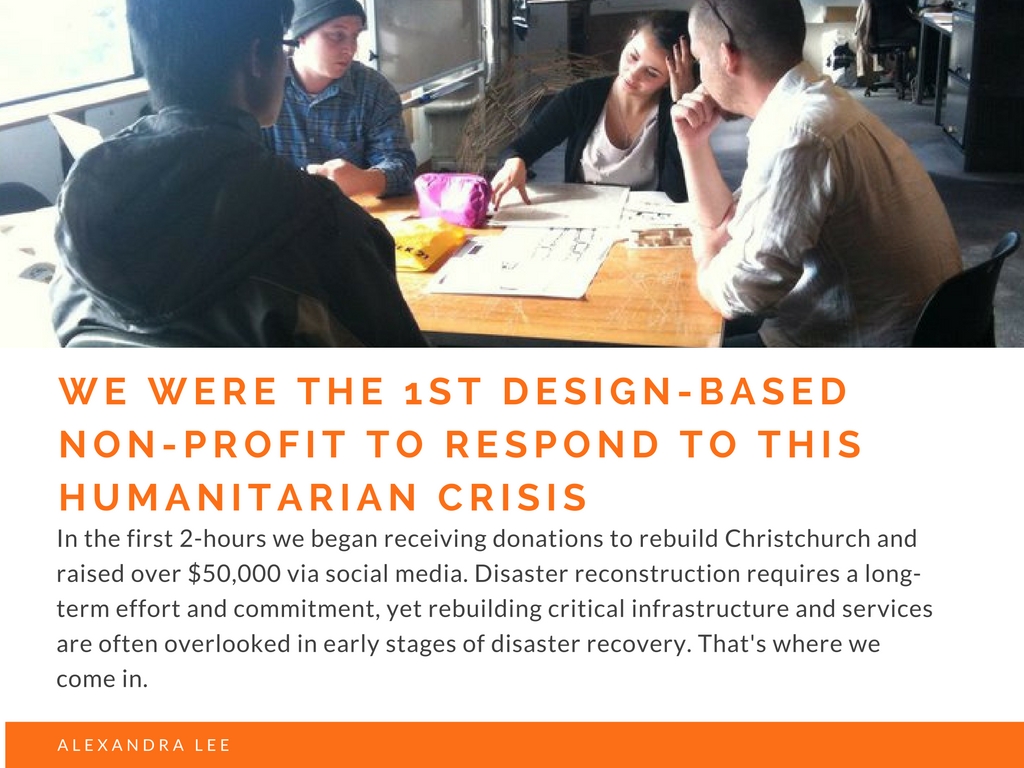 WE WERE THE 1ST DESIGN-BASED
NON-PROFIT TO RESPOND TO THIS
HUMANITARIAN CRISIS
In the first 2-hours we began receiving donations to rebuild Christchurch and
raised over $50,000 via social media. Disaster reconstruction requires a long-
term effort and commitment, yet rebuilding critical infrastructure and services
are often overlooked in early stages of disaster recovery. That's where we
come in.
ALEXANDRA LEE